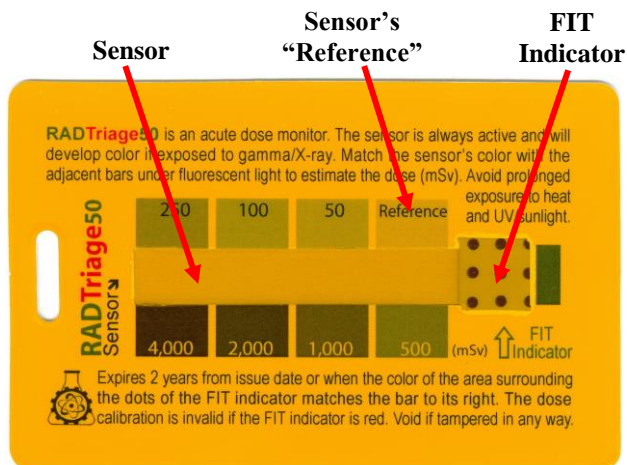 Sensor
Sensor's
"Reference"
FIT
Indicator
RADTriage50 is an acute dose monitor. The sensor is always active and will
develop color if exposed to gamma/X-ray. Match the sensor's color with the
adjacent bars under fluorescent light to estimate the dose (mSv). Avoid prolonged
exposure to heat
and UV/sunlight.
RADTriage50
Sensor
250 100 50 Reference
4,000 2,000 1,000 500 (mSv)
FIT
Indicator
Expires 2 years from issue date or when the color of the area surrounding
the dots of the FIT indicator matches the bar to its right. The dose
calibration is invalid if the FIT indicator is red. Void if tampered in any way.